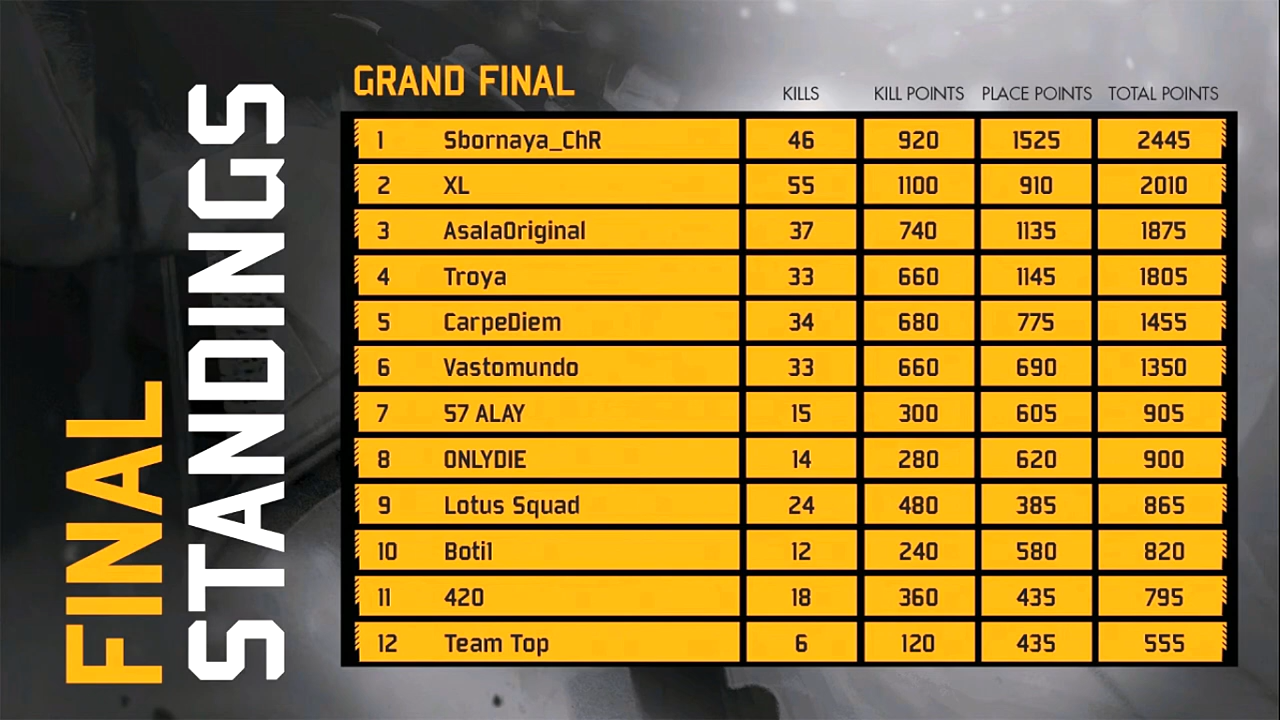 FINAL
STANDINGS
GRAND FINAL
KILLS KILL POINTS PLACE POINTS TOTAL POINTS
1 Sbornaya_ChR 46 920 1525 2445
2 XL 55 1100 910 2010
3 AsalaOriginal 37 740 1135 1875
4 Troya 33 660 1145 1805
5 CarpeDiem 34 680 775 1455
6 Vastomundo 33 660 690 1350
7 57 ALAY 15 300 605 905
8 ONLYDIE 14 280 620 900
9 Lotus Squad 24 480 385 865
10 Botil 12 240 580 820
11 420 18 360 435 795
12 Team Top 6 120 435 555